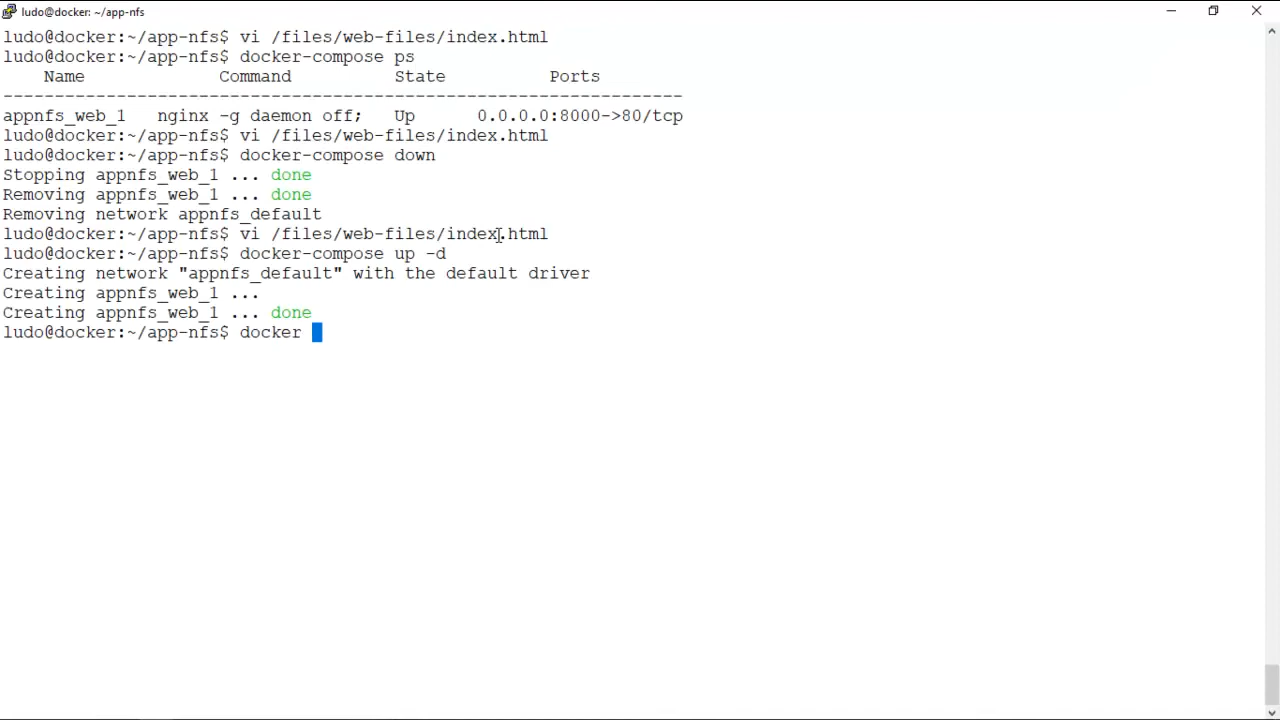 ludo@docker: ~/app-nfs
ludo@docker:~/app-nfs$ vi /files/web-files/index.html
ludo@docker:~/app-nfs$ docker-compose ps
Name Command State Ports
------------------------------------------------------------------
appnfs_web_1 nginx -g daemon off; Up 0.0.0.0:8000->80/tcp
ludo@docker:~/app-nfs$ vi /files/web-files/index.html
ludo@docker:~/app-nfs$ docker-compose down
Stopping appnfs_web_1 ... done
Removing appnfs_web_1 ... done
Removing network appnfs_default
ludo@docker:~/app-nfs$ vi /files/web-files/index.html
ludo@docker:~/app-nfs$ docker-compose up -d
Creating network "appnfs_default" with the default driver
Creating appnfs_web_1 ...
Creating appnfs_web_1 ... done
ludo@docker:~/app-nfs$ docker